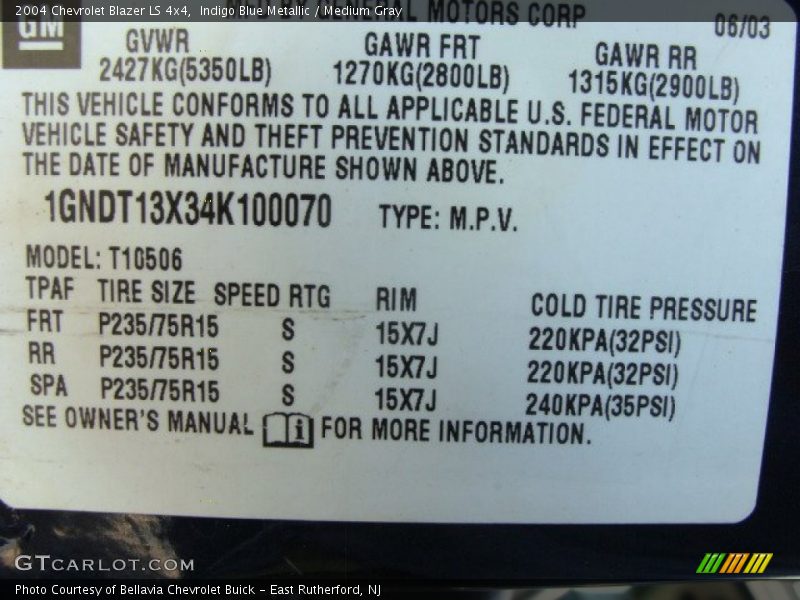 2004 Chevrolet Blazer LS 4x4,  Indigo Blue Metallic / Medium Gray
GM
MFD BY GENERAL MOTORS CORP
06/03
GVWR GAWR FRT GAWR RR
2427KG(5350LB) 1270KG(2800LB) 1315KG(2900LB)
THIS VEHICLE CONFORMS TO ALL APPLICABLE U.S. FEDERAL MOTOR
VEHICLE SAFETY AND THEFT PREVENTION STANDARDS IN EFFECT ON
THE DATE OF MANUFACTURE SHOWN ABOVE.
1GNDT13X34K100070 TYPE: M.P.V.
MODEL: T10506
TPAF TIRE SIZE SPEED RTG RIM COLD TIRE PRESSURE
FRT P235/75R15 S 15X7J 220KPA(32PSI)
RR P235/75R15 S 15X7J 220KPA(32PSI)
SPA P235/75R15 S 15X7J 240KPA(35PSI)
SEE OWNER'S MANUAL i FOR MORE INFORMATION.
GTCARLOT.COM
Photo Courtesy of Bellavia Chevrolet Buick – East Rutherford, NJ